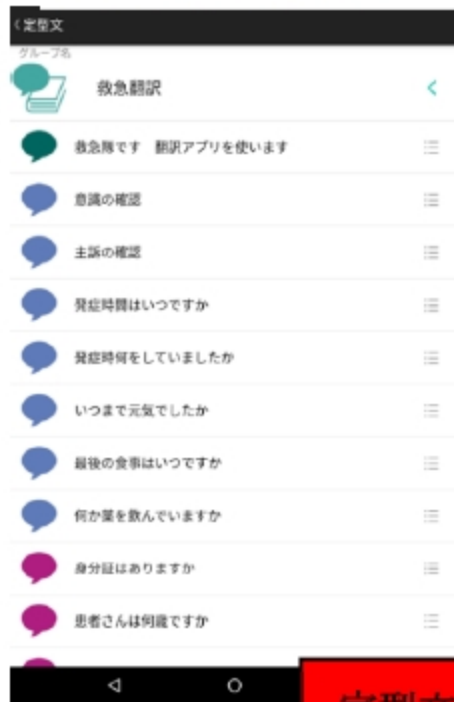 定型文
グループ名
救急翻訳
救急隊です 翻訳アプリを使います
意識の確認
主訴の確認
発症時間はいつですか
発症時何をしていましたか
いつまで元気でしたか
最後の食事はいつですか
何か薬を飲んでいますか
身分証はありますか
患者さんは何歳ですか